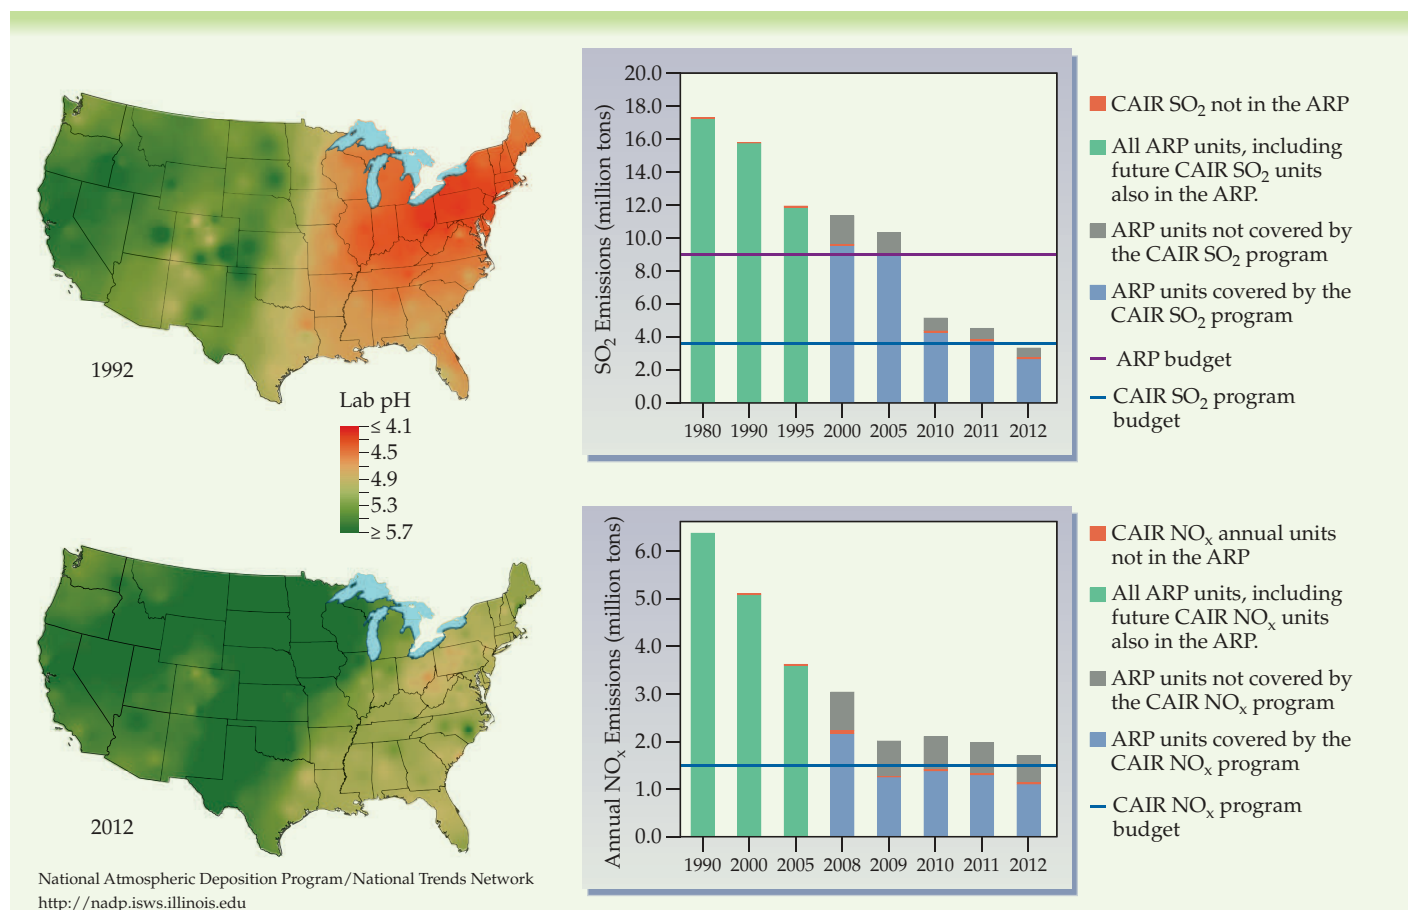 1992
Lab pH
≤ 4.1
4.5
4.9
5.3
≥ 5.7
2012
National Atmospheric Deposition Program/National Trends Network
http://nadp.isws.illinois.edu
SO₂ Emissions (million tons)
20.0
18.0
16.0
14.0
12.0
10.0
8.0
6.0
4.0
2.0
0.0
1980 1990 1995 2000 2005 2010 2011 2012
CAIR SO₂ not in the ARP
All ARP units, including
future CAIR SO₂ units
also in the ARP.
ARP units not covered by
the CAIR SO₂ program
ARP units covered by the
CAIR SO₂ program
ARP budget
CAIR SO₂ program
budget
Annual NOₓ Emissions (million tons)
6.0
5.0
4.0
3.0
2.0
1.0
0.0
1990 2000 2005 2008 2009 2010 2011 2012
CAIR NOₓ annual units
not in the ARP
All ARP units, including
future CAIR NOₓ units
also in the ARP.
ARP units not covered by
the CAIR NOₓ program
ARP units covered by the
CAIR NOₓ program
CAIR NOₓ program
budget